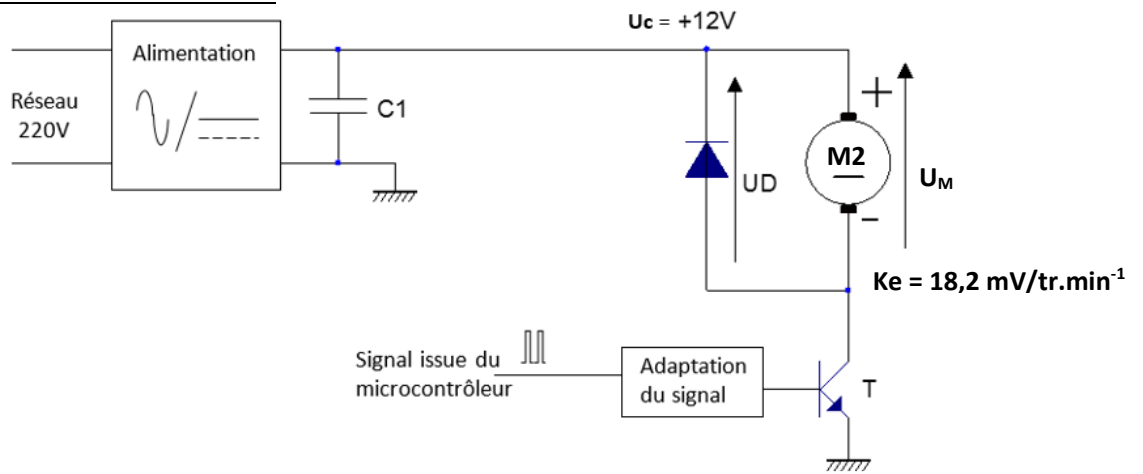 Uc = +12V
Alimentation
Réseau
220V
C1
UD
+
M2
−
UM
Ke = 18,2 mV/tr.min-1
Signal issue du
microcontrôleur
Adaptation
du signal
T